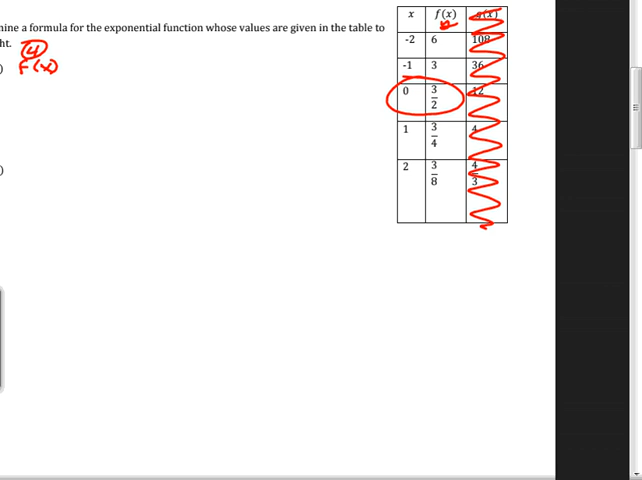 x f(x) g(x)
mine a formula for the exponential function whose values are given in the table to
ht. (4)
) F(x)
-2 6 108
-1 3 36
0 3/2 12
1 3/4 4
2 3/8 4/3
)